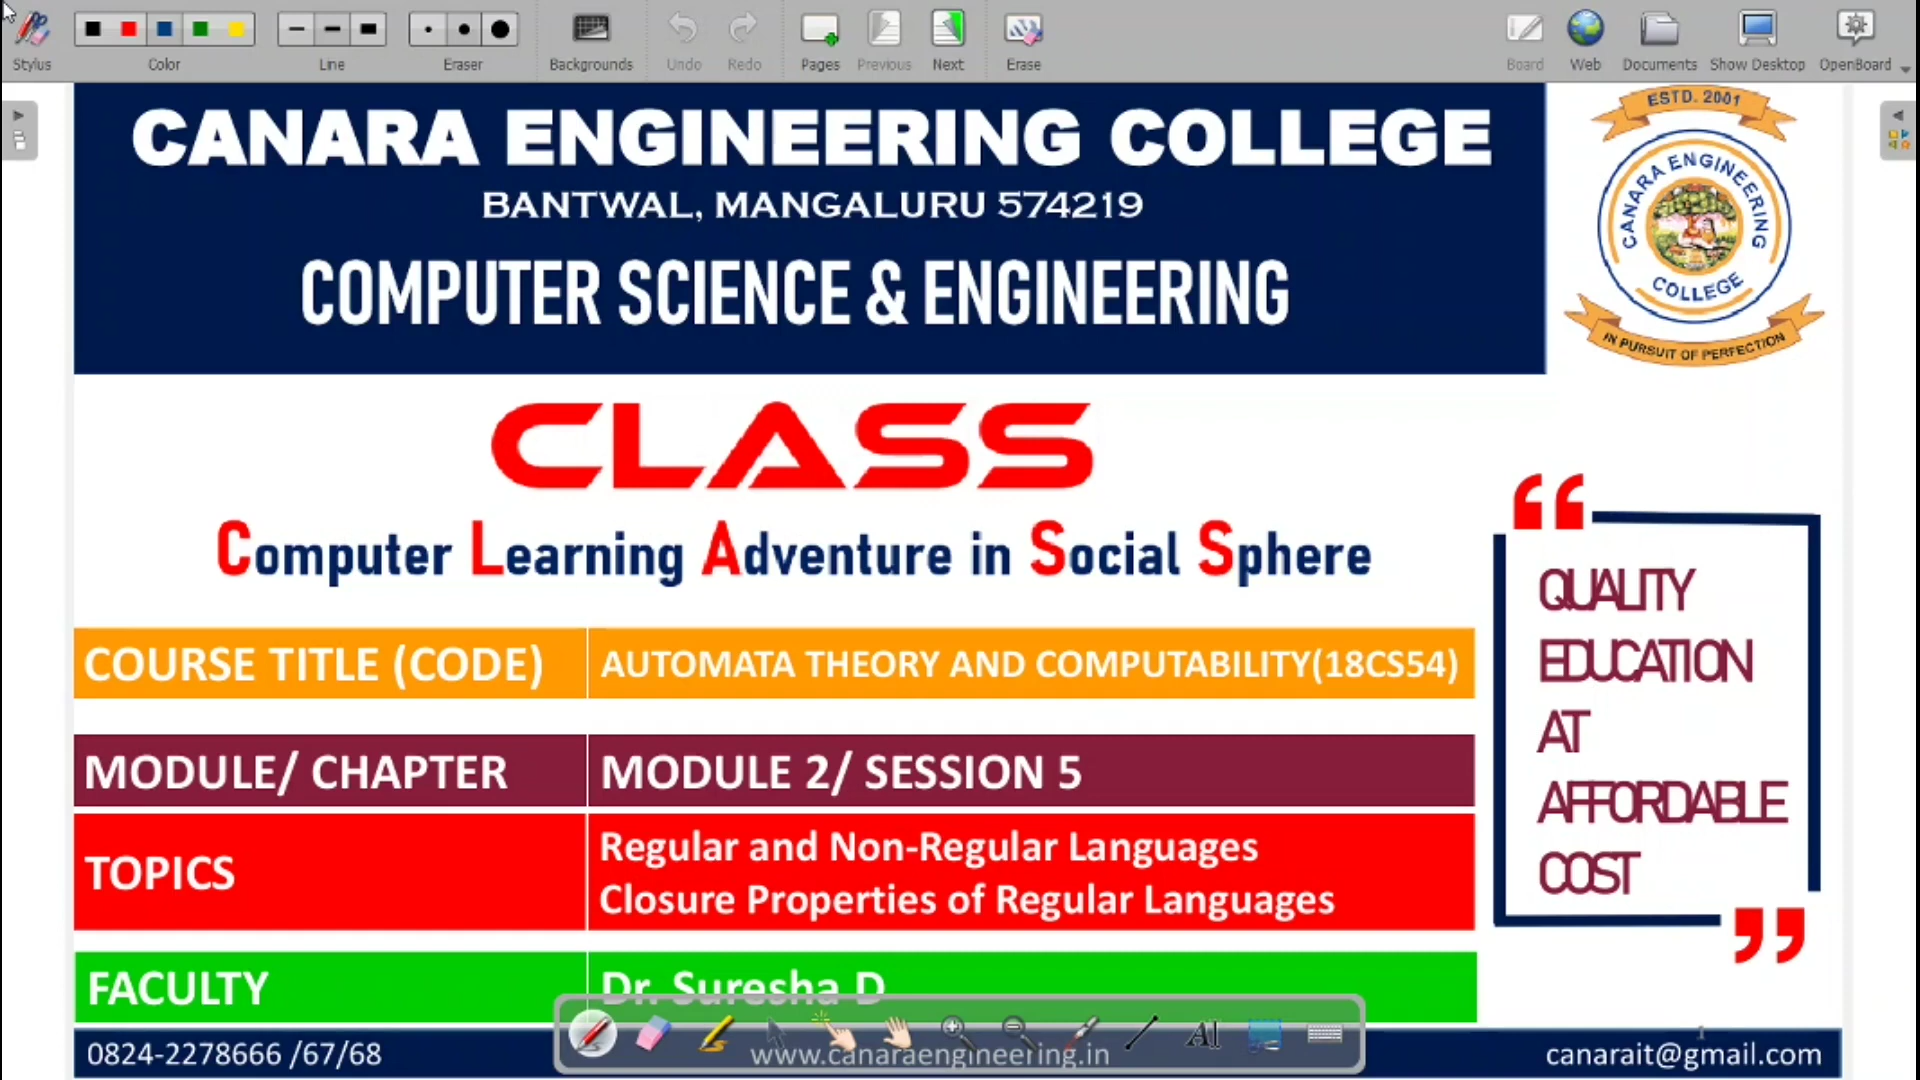 Stylus
Color
Line
Eraser
Backgrounds
Undo
Redo
Pages
Previous
Next
Erase
Board
Web
Documents
Show Desktop
OpenBoard
CANARA ENGINEERING COLLEGE
BANTWAL, MANGALURU 574219
COMPUTER SCIENCE & ENGINEERING
ESTD. 2001
CANARA ENGINEERING
COLLEGE
IN PURSUIT OF PERFECTION
CLASS
Computer Learning Adventure in Social Sphere
“
QUALITY
EDUCATION
AT
AFFORDABLE
COST
”
COURSE TITLE (CODE) AUTOMATA THEORY AND COMPUTABILITY(18CS54)
MODULE/ CHAPTER MODULE 2/ SESSION 5
TOPICS
Regular and Non-Regular Languages
Closure Properties of Regular Languages
FACULTY Dr. Suresha D
0824-2278666 /67/68
AI
www.canaraengineering.in
1
canarait@gmail.com